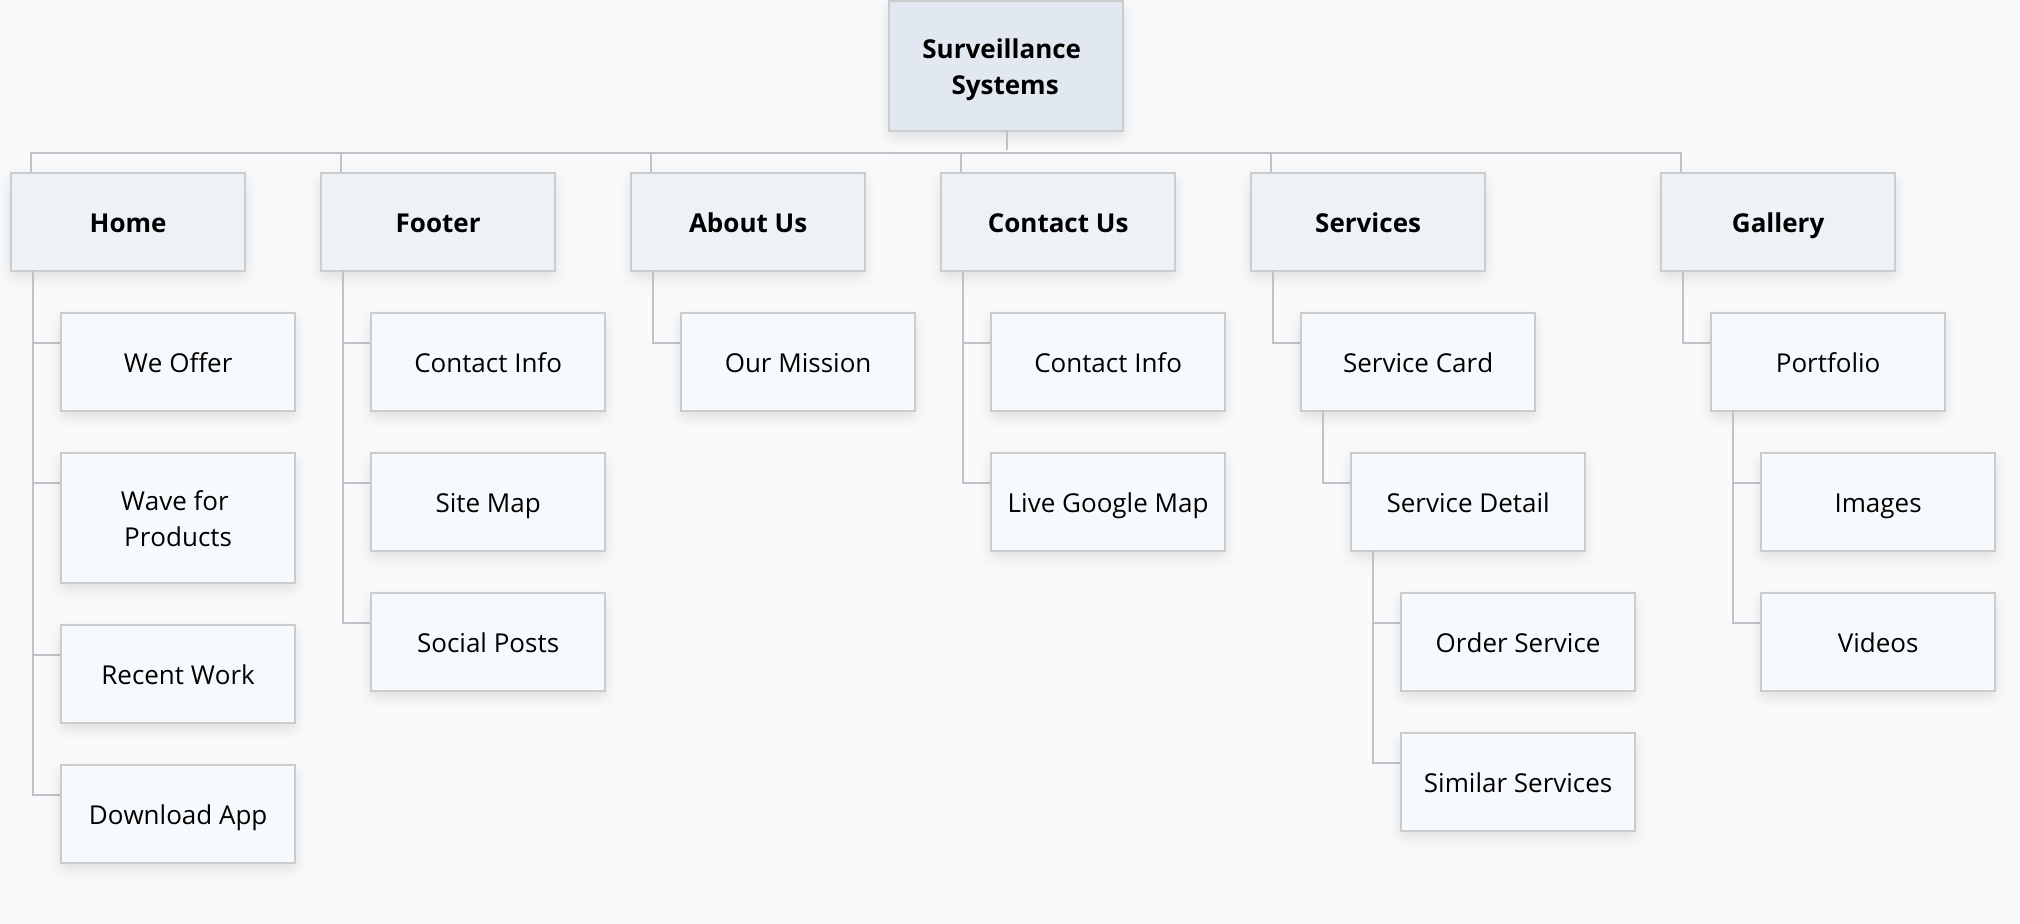 Surveillance
Systems
Home
Footer
About Us
Contact Us
Services
Gallery
We Offer
Contact Info
Our Mission
Contact Info
Service Card
Portfolio
Wave for
Products
Site Map
Live Google Map
Service Detail
Images
Recent Work
Social Posts
Order Service
Videos
Download App
Similar Services